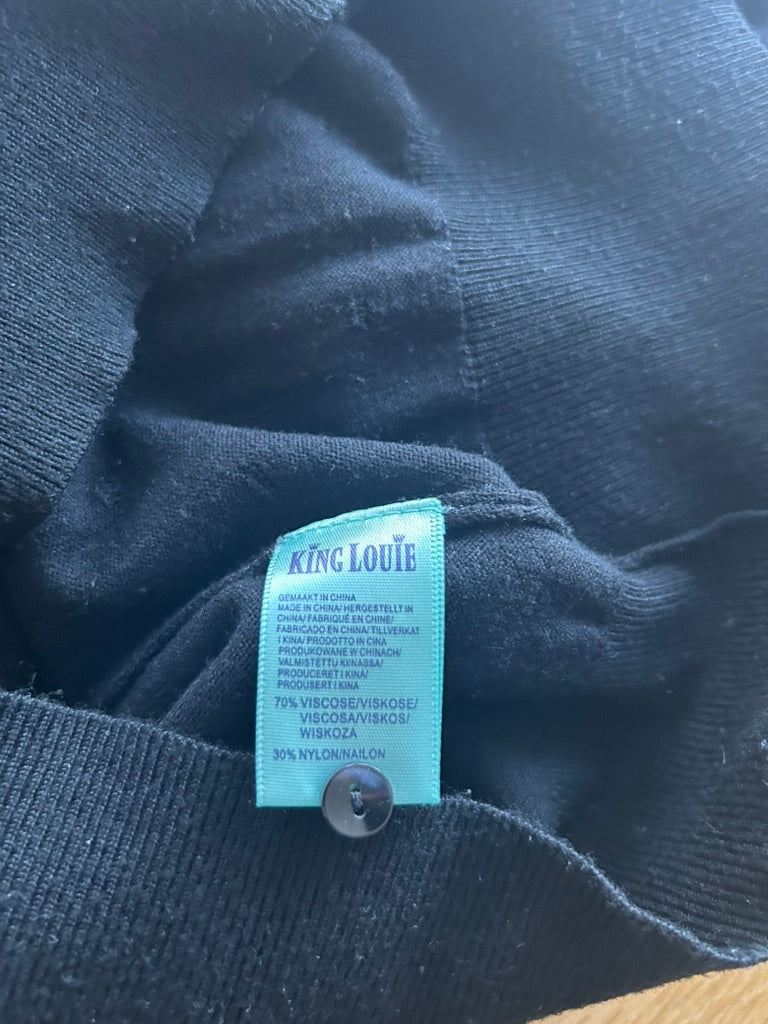 KING LOUIE
GEMAAKT IN CHINA
MADE IN CHINA/ HERGESTELLT IN
CHINA/ FABRIQUÉ EN CHINE/
FABRICADO EN CHINA/ TILLVERKAT
I KINA/ PRODOTTO IN CINA
PRODUKOWANE W CHINACH/
VALMISTETTU KIINASSA/
PRODUCERET I KINA/
PRODUSERT I KINA
70% VISCOSE/VISKOSE/
VISCOSA/VISKOS/
WISKOZA
30% NYLON/NAILON